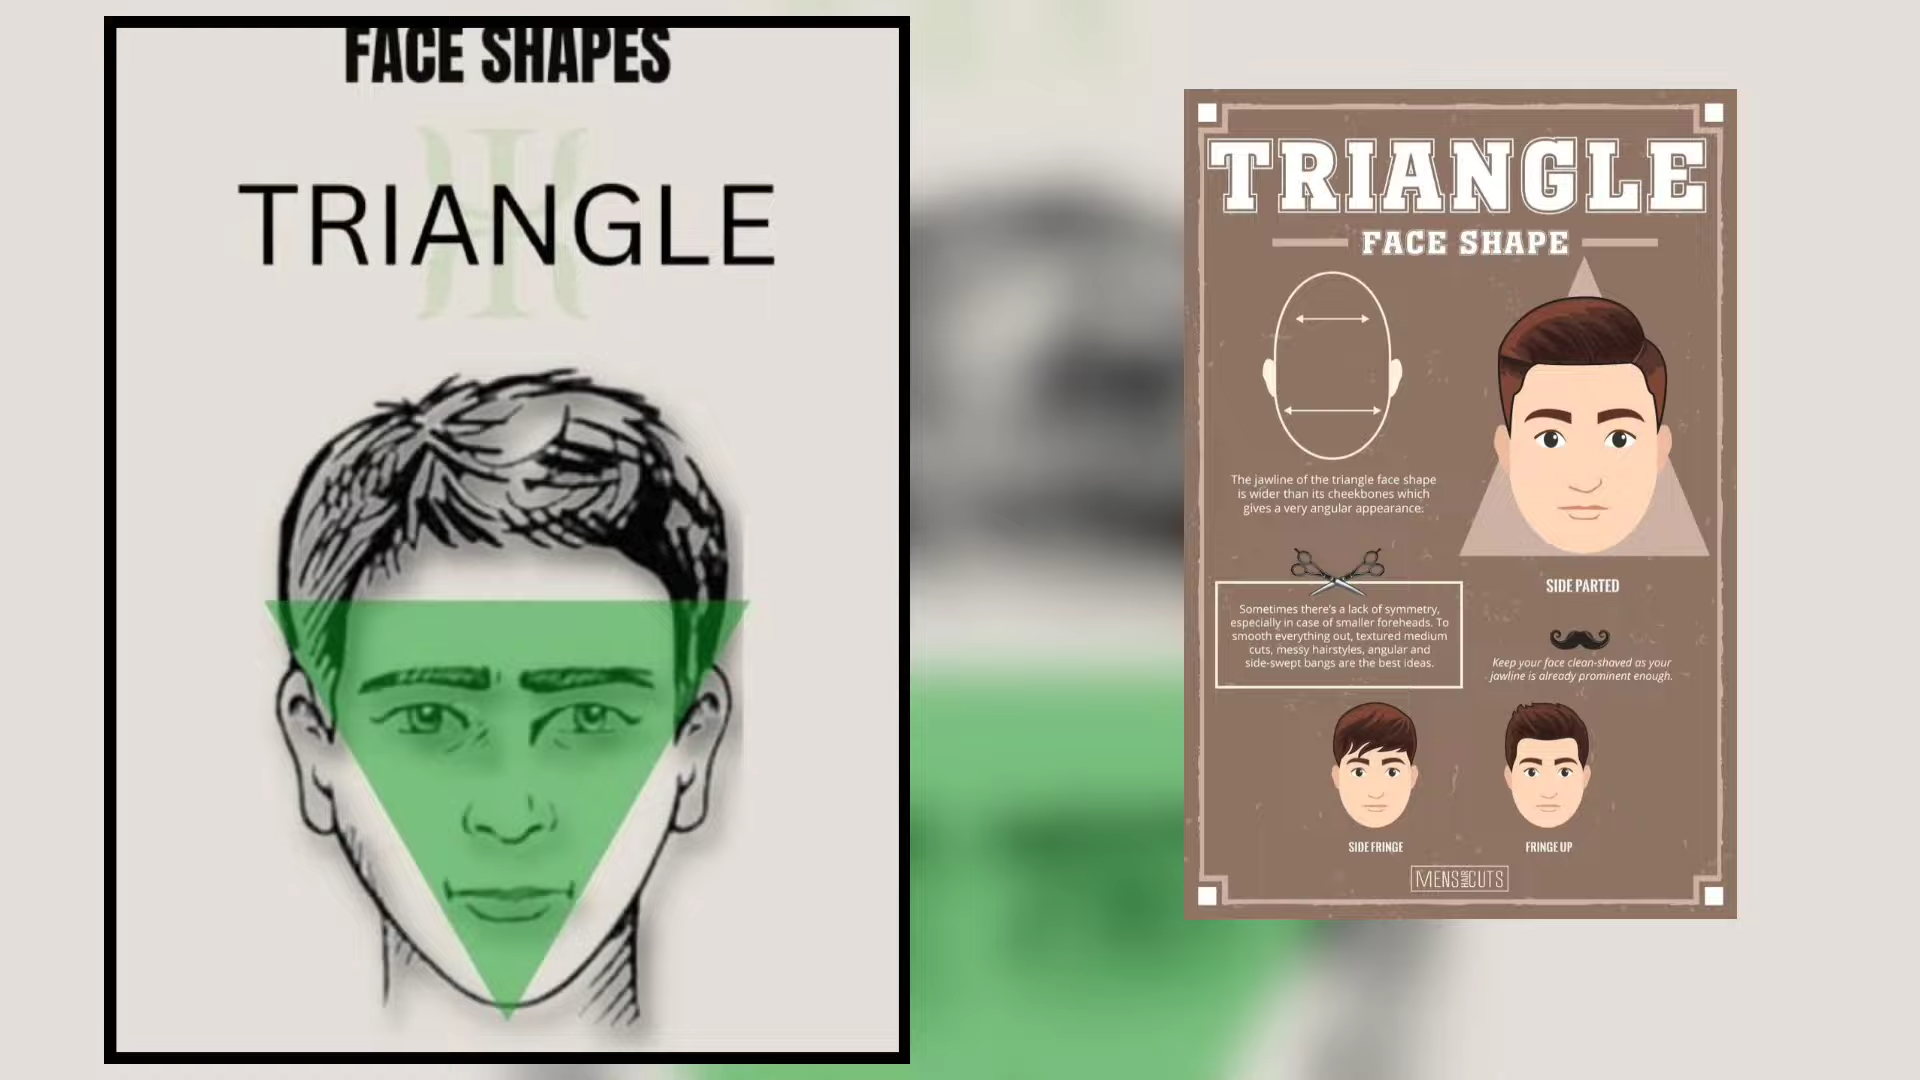 FACE SHAPES
TRIANGLE
TRIANGLE
FACE SHAPE
The jawline of the triangle face shape
is wider than its cheekbones which
gives a very angular appearance.
SIDE PARTED
Sometimes there's a lack of symmetry,
especially in case of smaller foreheads. To
smooth everything out, textured medium
cuts, messy hairstyles, angular and
side-swept bangs are the best ideas.
Keep your face clean-shaved as your
jawline is already prominent enough.
SIDE FRINGE
FRINGE UP
MENS HAIR CUTS